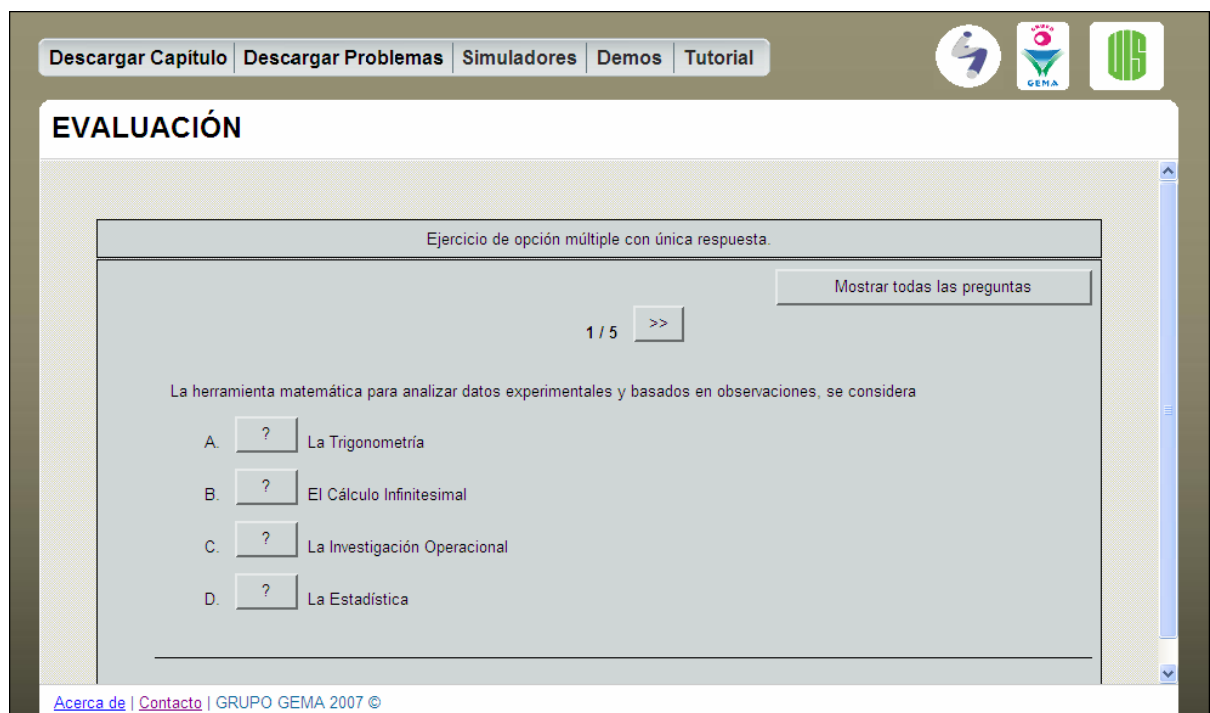 Descargar Capítulo Descargar Problemas Simuladores Demos Tutorial
GRUPO
GEMA
UIS
EVALUACIÓN
Ejercicio de opción múltiple con única respuesta.
Mostrar todas las preguntas
1 / 5 >>
La herramienta matemática para analizar datos experimentales y basados en observaciones, se considera
A. ? La Trigonometría
B. ? El Cálculo Infinitesimal
C. ? La Investigación Operacional
D. ? La Estadística
Acerca de | Contacto | GRUPO GEMA 2007 ©